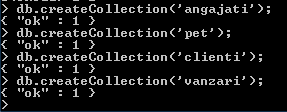 > db.createCollection('angajati');
{ "ok" : 1 }
> db.createCollection('pet');
{ "ok" : 1 }
> db.createCollection('clienti');
{ "ok" : 1 }
> db.createCollection('vanzari');
{ "ok" : 1 }
>